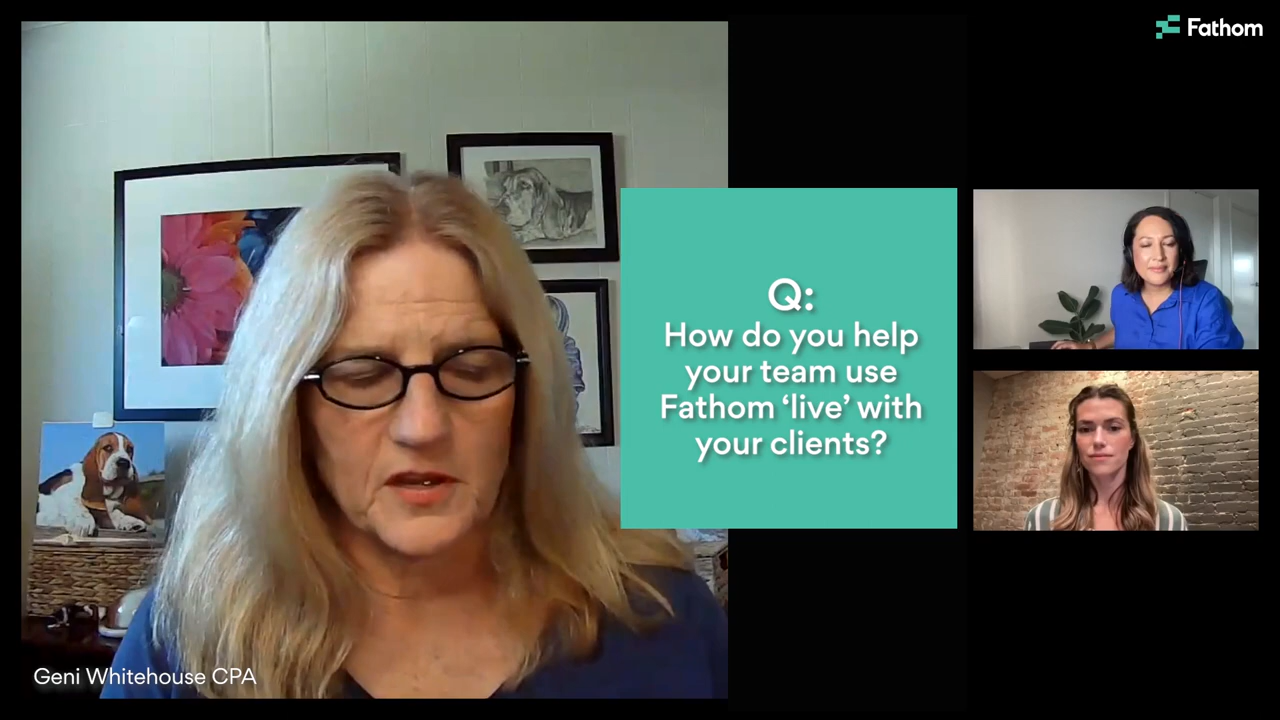 Fathom
Q:
How do you help
your team use
Fathom ‘live’ with
your clients?
Geni Whitehouse CPA